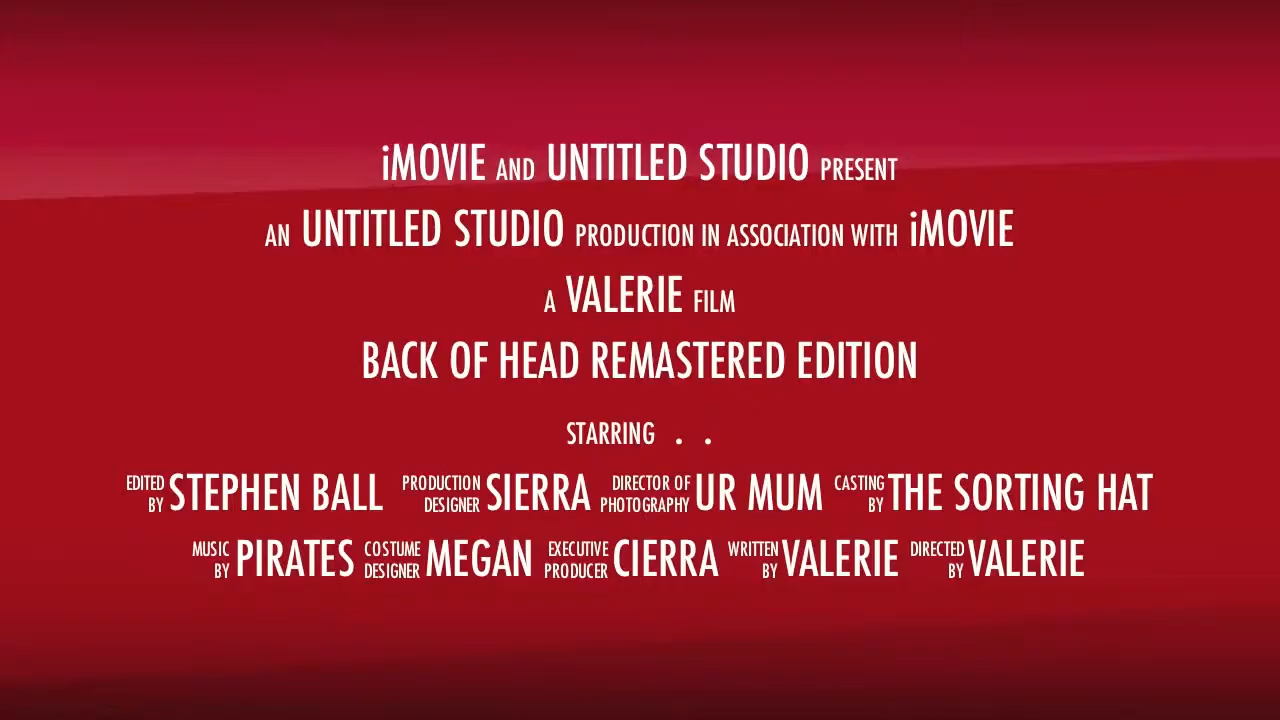 iMOVIE AND UNTITLED STUDIO PRESENT
AN UNTITLED STUDIO PRODUCTION IN ASSOCIATION WITH iMOVIE
A VALERIE FILM
BACK OF HEAD REMASTERED EDITION
STARRING . .
EDITED BY STEPHEN BALL PRODUCTION DESIGNER SIERRA DIRECTOR OF PHOTOGRAPHY UR MUM CASTING BY THE SORTING HAT
MUSIC BY PIRATES COSTUME DESIGNER MEGAN EXECUTIVE PRODUCER CIERRA WRITTEN BY VALERIE DIRECTED BY VALERIE